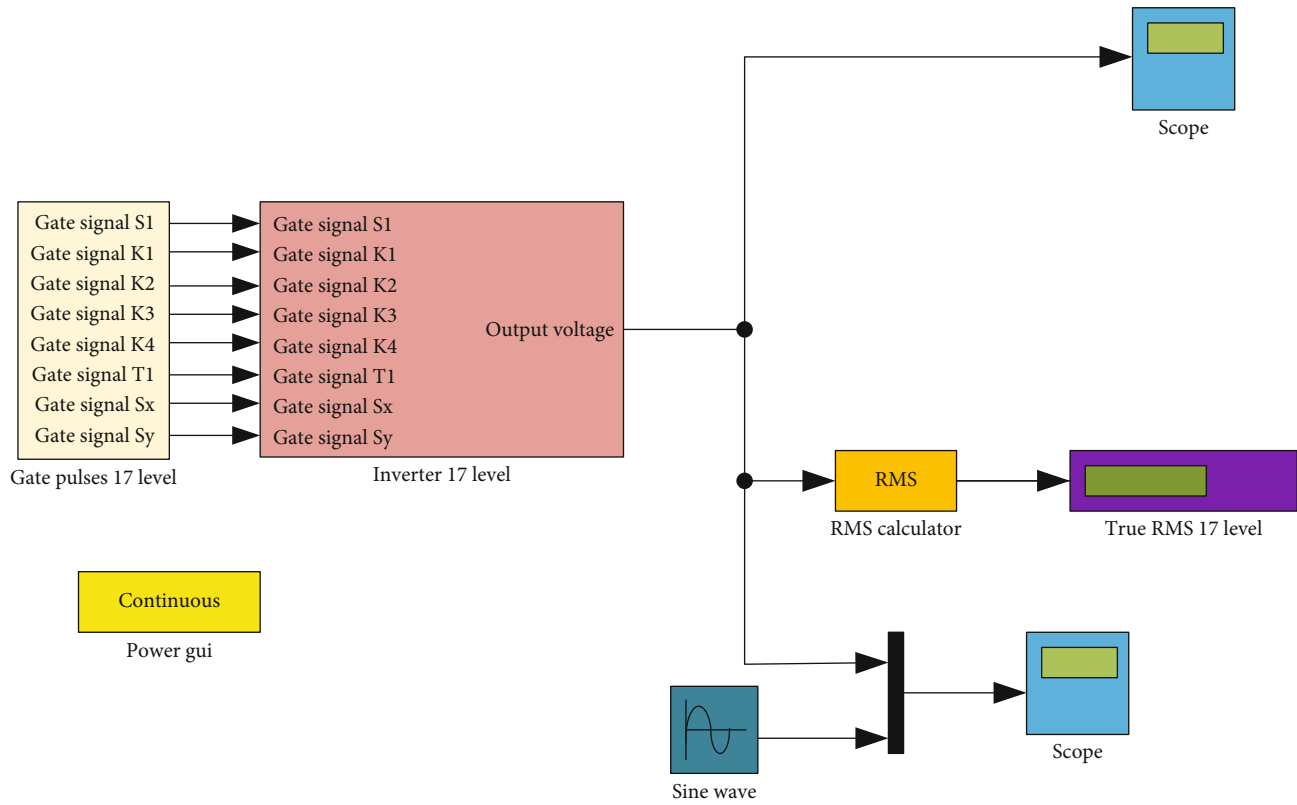 Scope
Gate signal S1
Gate signal K1
Gate signal K2
Gate signal K3
Gate signal K4
Gate signal T1
Gate signal Sx
Gate signal Sy
Gate pulses 17 level
Gate signal S1
Gate signal K1
Gate signal K2
Gate signal K3
Gate signal K4
Gate signal T1
Gate signal Sx
Gate signal Sy
Output voltage
Inverter 17 level
RMS
RMS calculator
True RMS 17 level
Continuous
Power gui
Sine wave
Scope